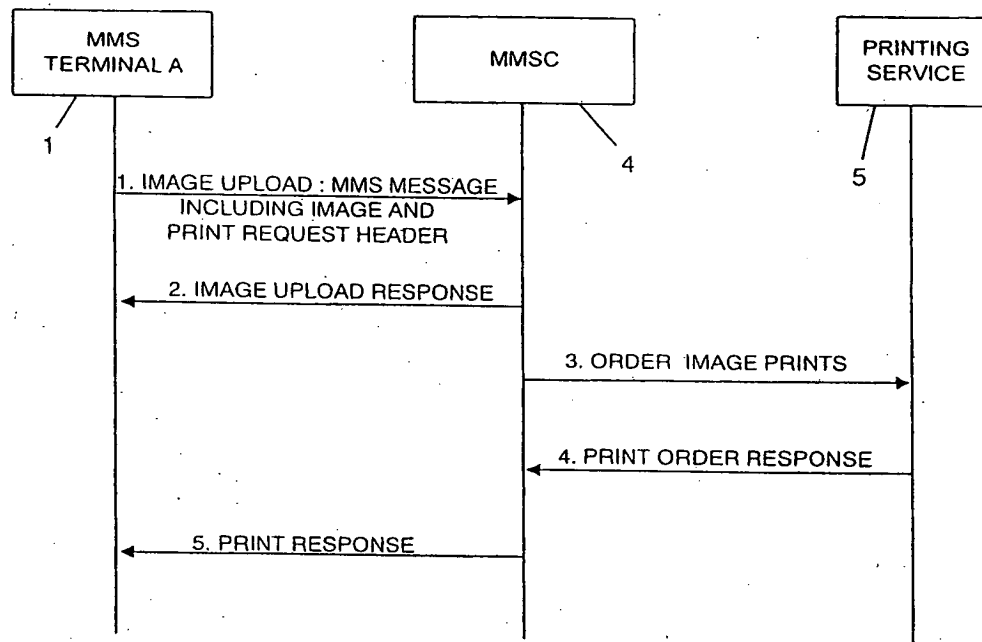 MMS
TERMINAL A
MMSC
PRINTING
SERVICE
1
4
5
1. IMAGE UPLOAD : MMS MESSAGE
INCLUDING IMAGE AND
PRINT REQUEST HEADER
2. IMAGE UPLOAD RESPONSE
3. ORDER IMAGE PRINTS
4. PRINT ORDER RESPONSE
5. PRINT RESPONSE